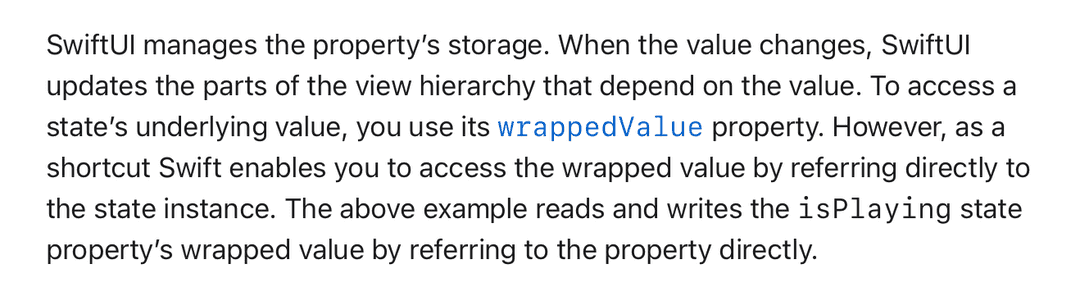 SwiftUI manages the property’s storage. When the value changes, SwiftUI
updates the parts of the view hierarchy that depend on the value. To access a
state’s underlying value, you use its wrappedValue property. However, as a
shortcut Swift enables you to access the wrapped value by referring directly to
the state instance. The above example reads and writes the isPlaying state
property’s wrapped value by referring to the property directly.